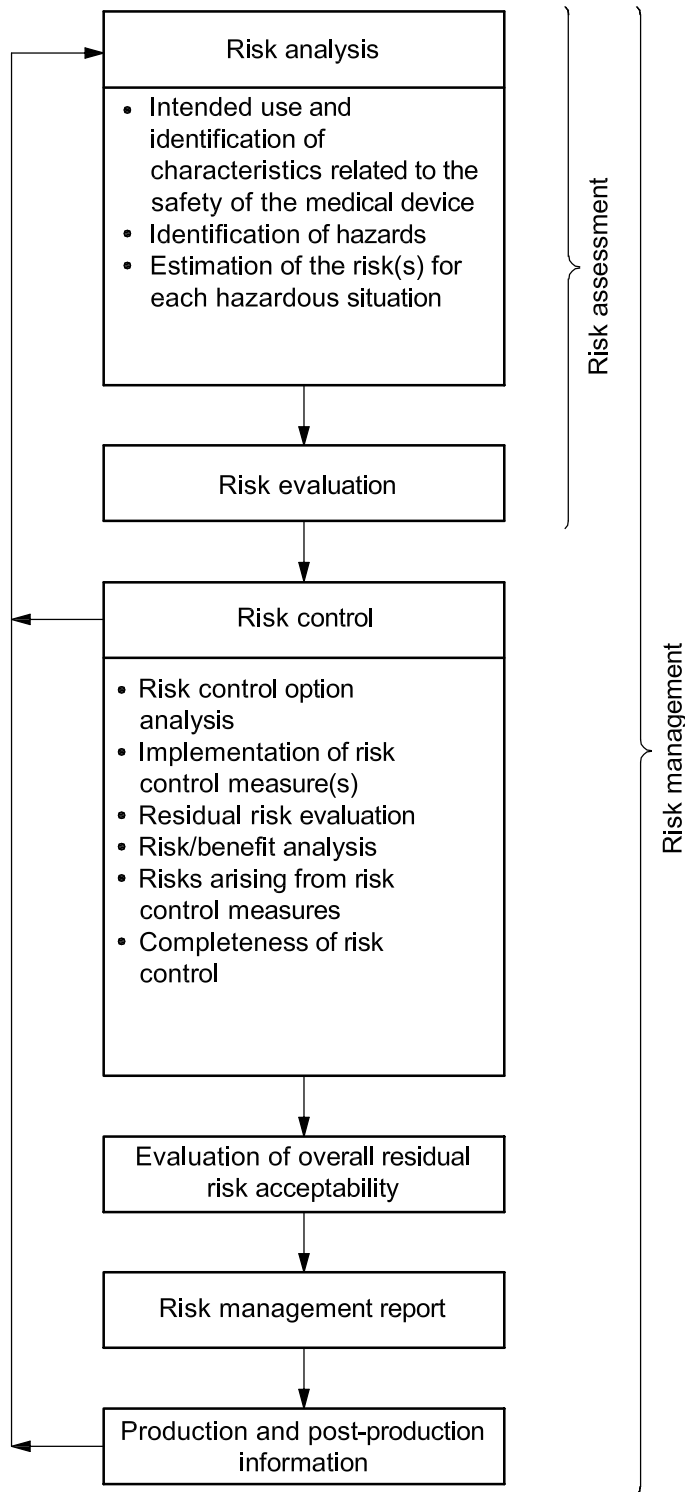 Risk analysis
• Intended use and
identification of
characteristics related to the
safety of the medical device
• Identification of hazards
• Estimation of the risk(s) for
each hazardous situation
Risk assessment
Risk evaluation
Risk control
• Risk control option
analysis
• Implementation of risk
control measure(s)
• Residual risk evaluation
• Risk/benefit analysis
• Risks arising from risk
control measures
• Completeness of risk
control
Risk management
Evaluation of overall residual
risk acceptability
Risk management report
Production and post-production
information